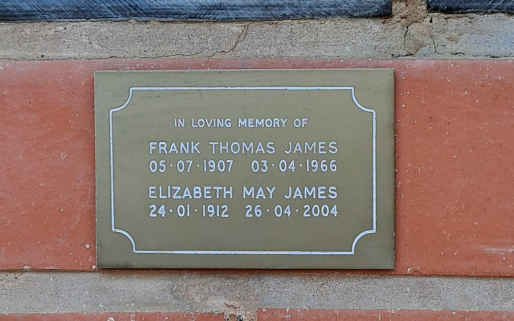 IN LOVING MEMORY OF
FRANK THOMAS JAMES
05·07·1907 03·04·1966
ELIZABETH MAY JAMES
24·01·1912 26·04·2004